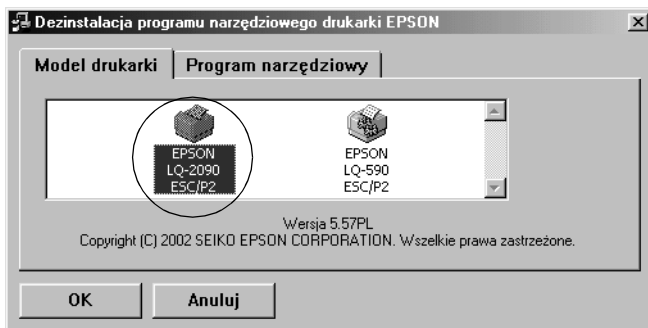 Dezinstalacja programu narzędziowego drukarki EPSON
Model drukarki Program narzędziowy
EPSON EPSON
LQ-2090 LQ-590
ESC/P2 ESC/P2
Wersja 5.57PL
Copyright (C) 2002 SEIKO EPSON CORPORATION. Wszelkie prawa zastrzeżone.
OK Anuluj